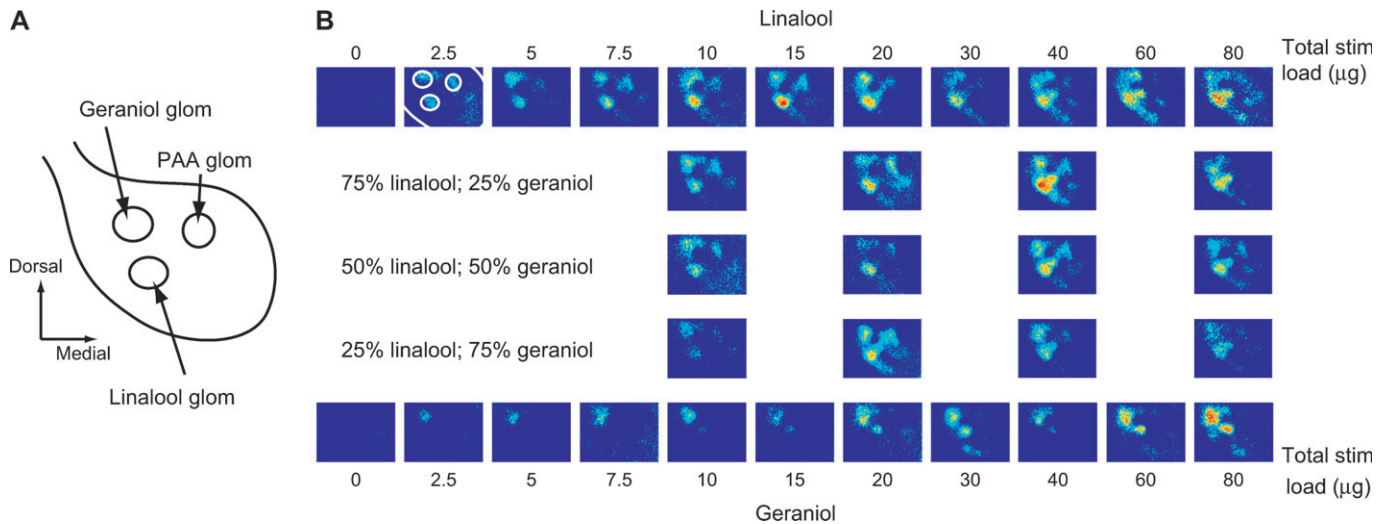 A
Geraniol glom
PAA glom
Dorsal
Medial
Linalool glom
B
Linalool
0 2.5 5 7.5 10 15 20 30 40 60 80
Total stim
load (µg)
75% linalool; 25% geraniol
50% linalool; 50% geraniol
25% linalool; 75% geraniol
0 2.5 5 7.5 10 15 20 30 40 60 80
Total stim
load (µg)
Geraniol